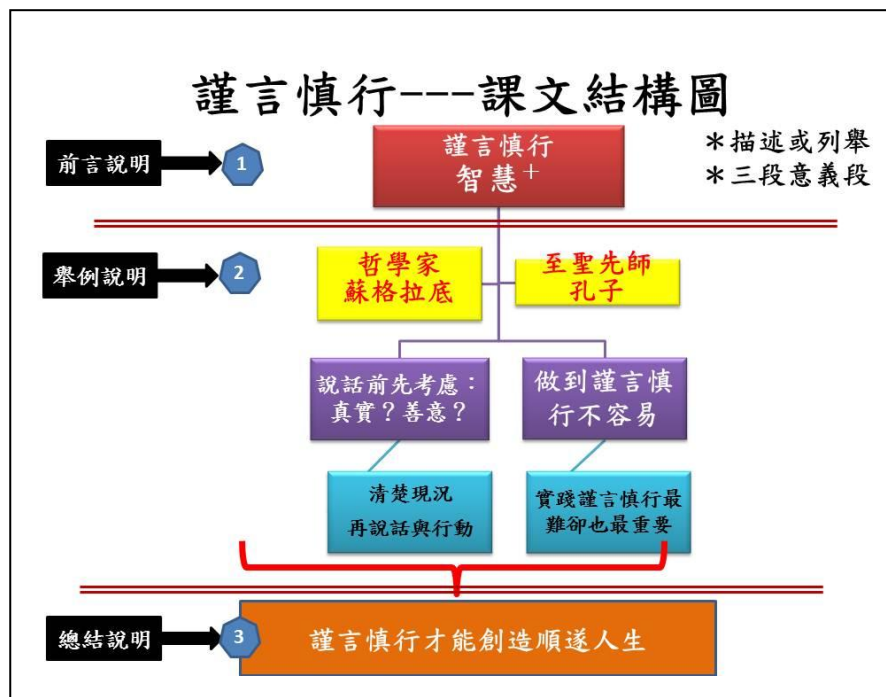 謹言慎行---課文結構圖
前言說明
1
謹言慎行
智慧+
＊描述或列舉
＊三段意義段
舉例說明
2
哲學家
蘇格拉底
至聖先師
孔子
說話前先考慮：
真實？善意？
做到謹言慎
行不容易
清楚現況
再說話與行動
實踐謹言慎行最
難卻也最重要
總結說明
3
謹言慎行才能創造順遂人生